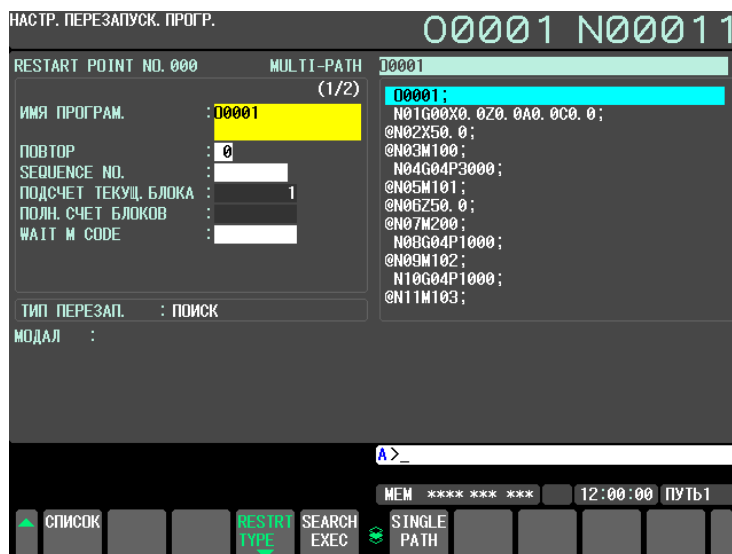 НАСТР. ПЕРЕЗАПУСК. ПРОГР.
O0001 N00011
RESTART POINT NO. 000 MULTI-PATH
(1/2)
ИМЯ ПРОГРАМ. :O0001
ПОВТОР : 0
SEQUENCE NO. :
ПОДСЧЕТ ТЕКУЩ. БЛОКА : 1
ПОЛН. СЧЕТ БЛОКОВ :
WAIT M CODE :
ТИП ПЕРЕЗАП. : ПОИСК
МОДАЛ :
O0001
O0001;
N01G00X0.0Z0.0A0.0C0.0;
@N02X50.0;
@N03M100;
N04G04P3000;
@N05M101;
@N06Z50.0;
@N07M200;
N08G04P1000;
@N09M102;
N10G04P1000;
@N11M103;
A>_
MEM **** *** *** 12:00:00 ПУТЬ1
СПИСОК
RESTRT TYPE
SEARCH EXEC
SINGLE PATH